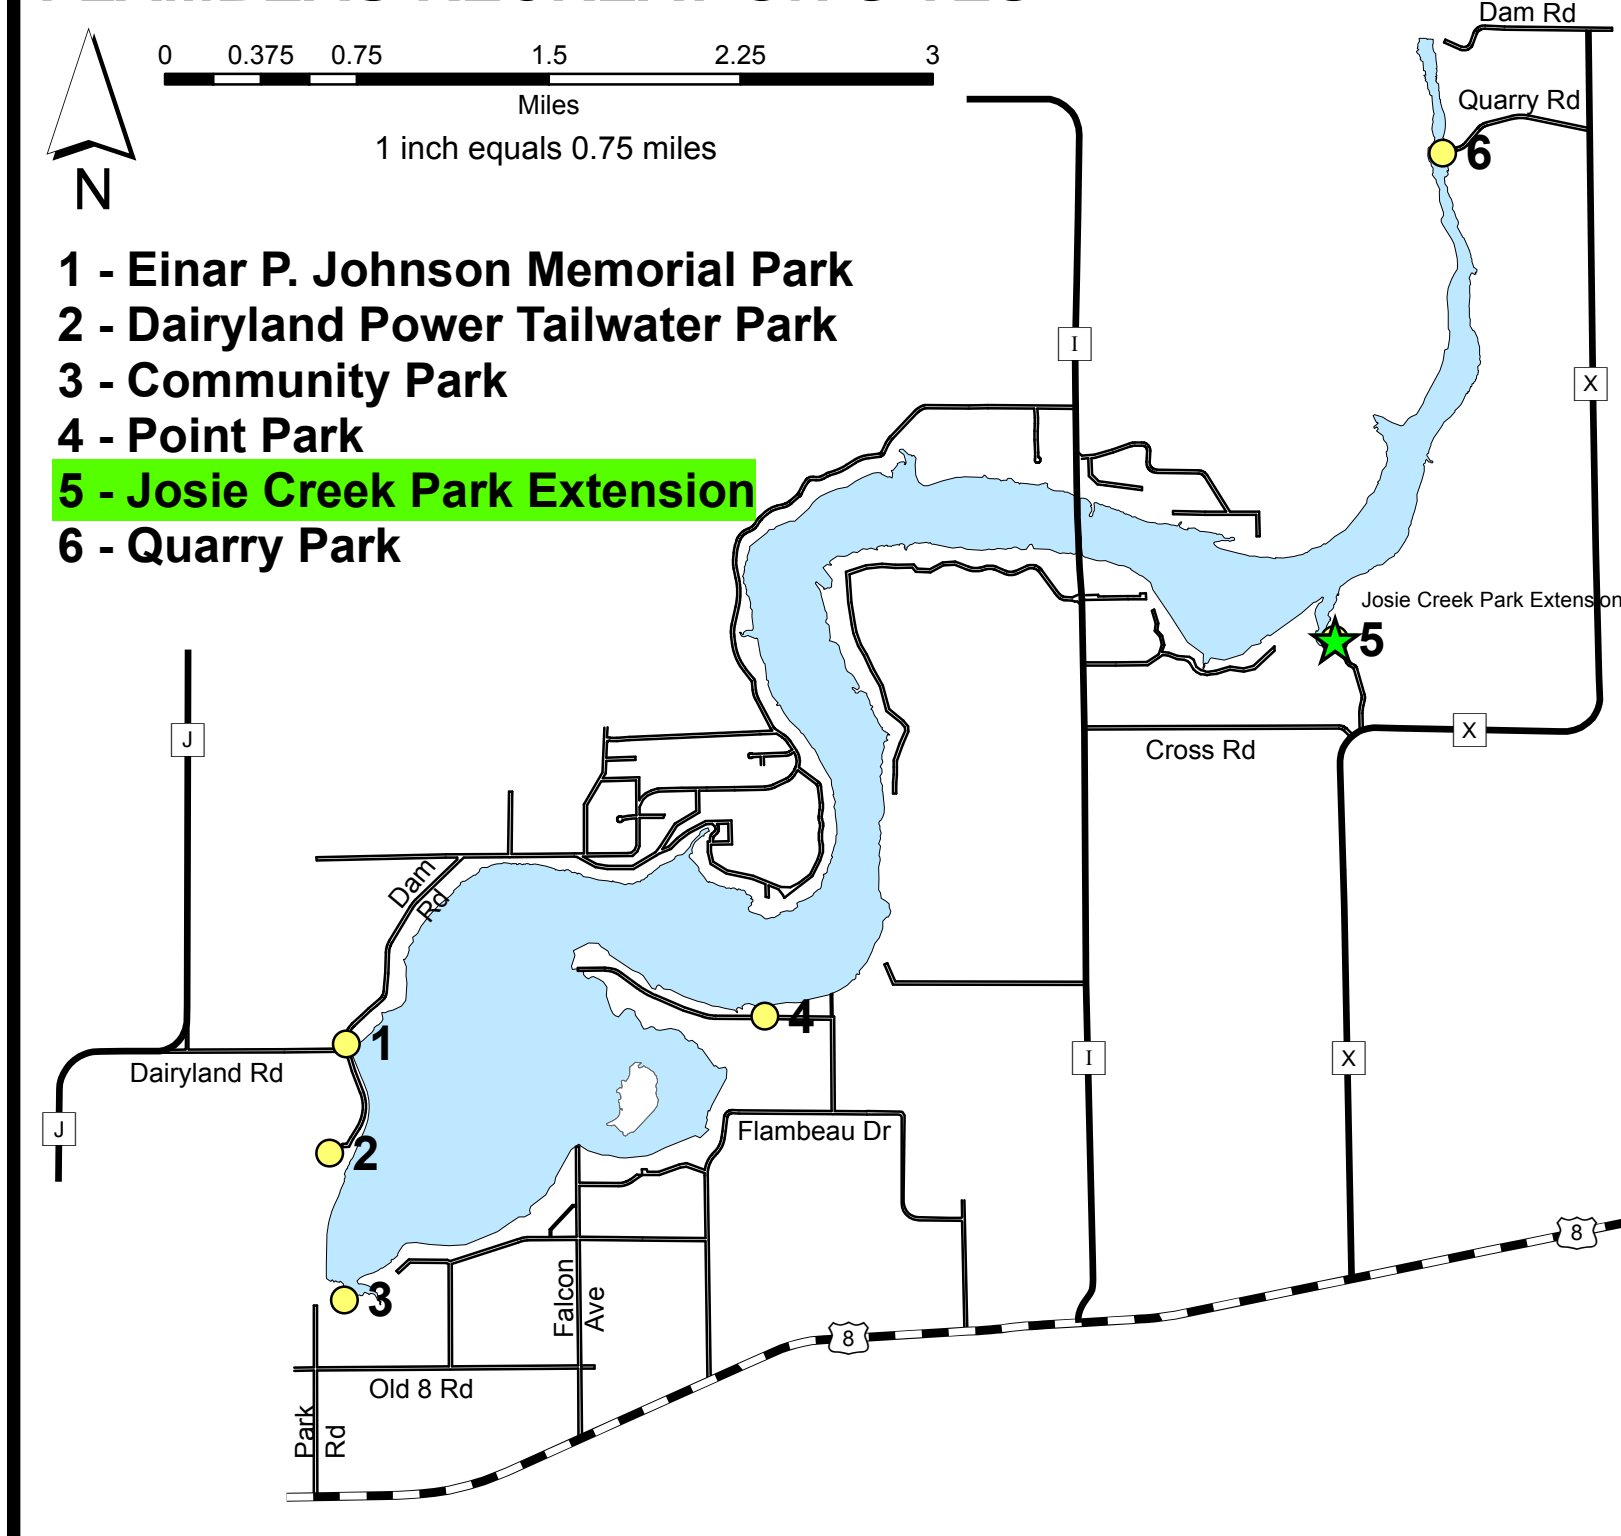 Dam Rd
0 0.375 0.75 1.5 2.25 3
Miles
1 inch equals 0.75 miles
N
Quarry Rd
6
1 - Einar P. Johnson Memorial Park
2 - Dairyland Power Tailwater Park
3 - Community Park
4 - Point Park
5 - Josie Creek Park Extension
6 - Quarry Park
I
X
Josie Creek Park Extension
5
J
X
Cross Rd
Dam
Rd
4
1
Dairyland Rd
I
X
J
2
Flambeau Dr
8
3
Falcon
Ave
8
Old 8 Rd
Park
Rd